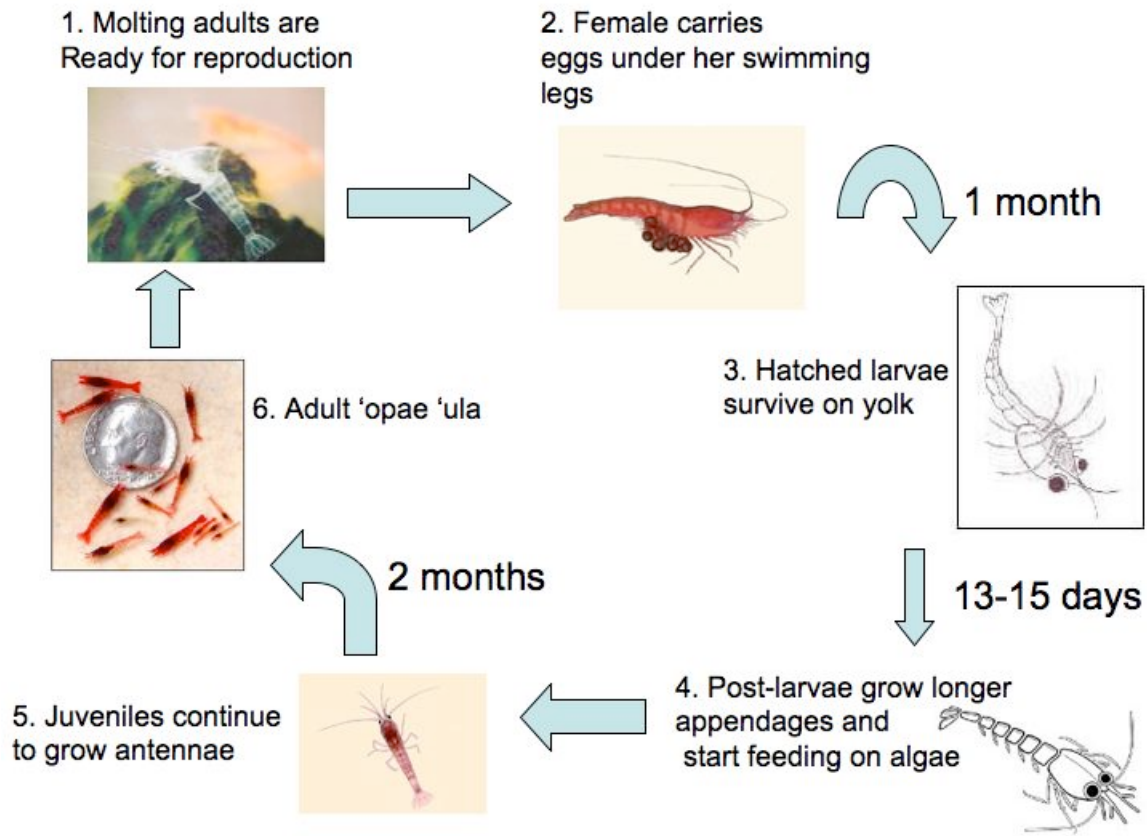 1. Molting adults are
Ready for reproduction
2. Female carries
eggs under her swimming
legs
1 month
3. Hatched larvae
survive on yolk
13-15 days
4. Post-larvae grow longer
appendages and
start feeding on algae
5. Juveniles continue
to grow antennae
2 months
6. Adult ‘opae ‘ula